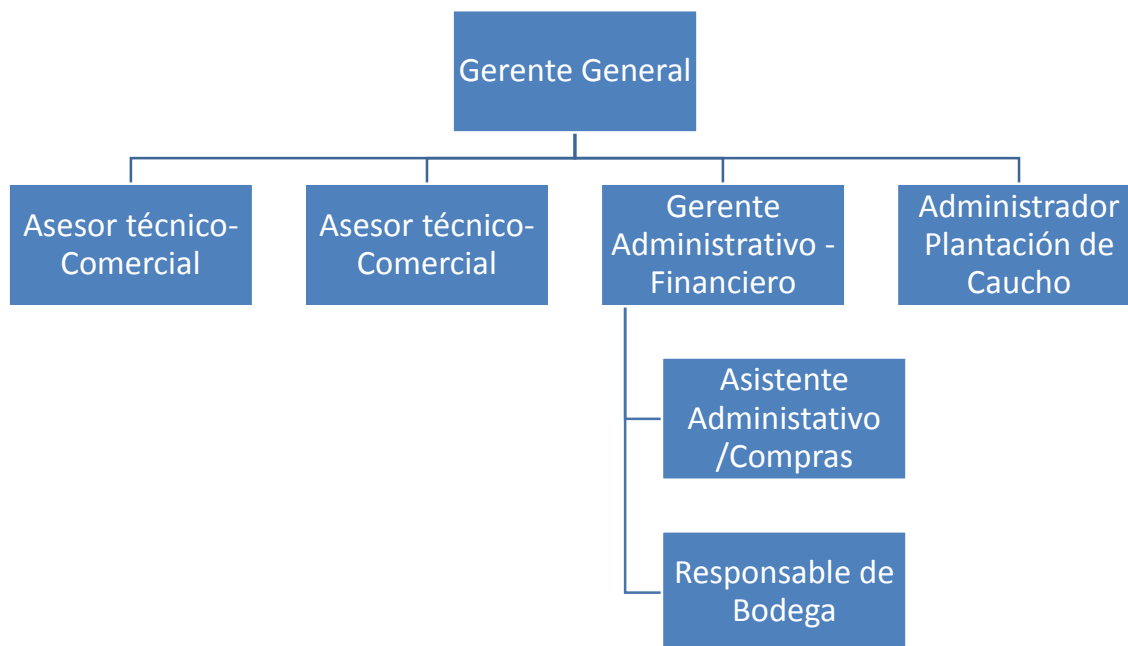 Gerente General
Asesor técnico-
Comercial
Asesor técnico-
Comercial
Gerente
Administrativo -
Financiero
Administrador
Plantación de
Caucho
Asistente
Administativo
/Compras
Responsable de
Bodega